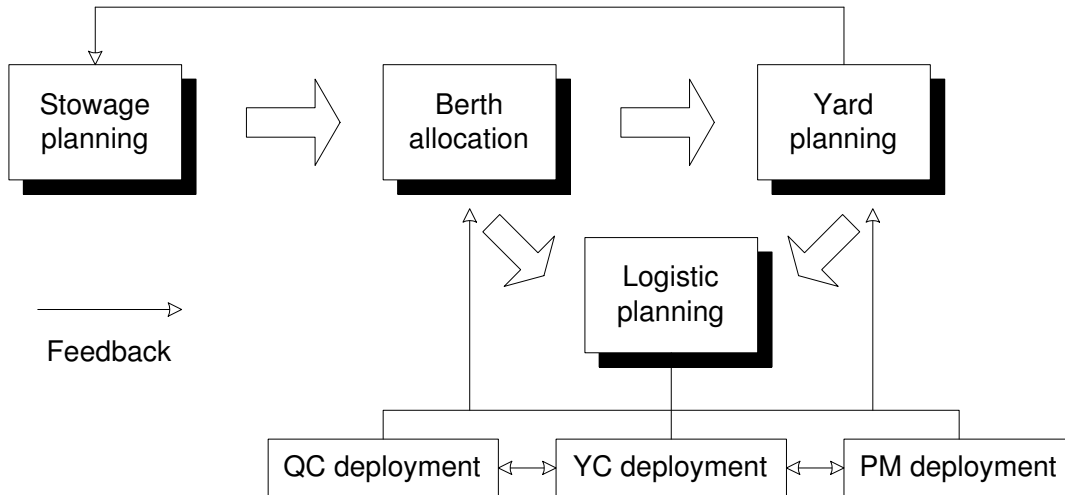 Stowage
planning
Berth
allocation
Yard
planning
Logistic
planning
Feedback
QC deployment
YC deployment
PM deployment